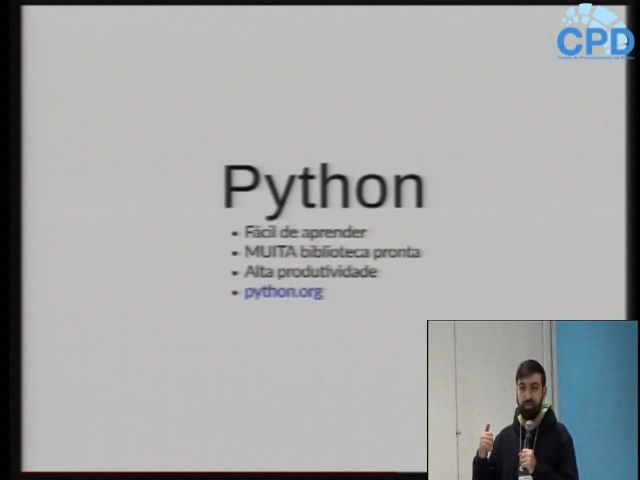 CPD
Python
• Fácil de aprender
• MUITA biblioteca pronta
• Alta produtividade
• python.org